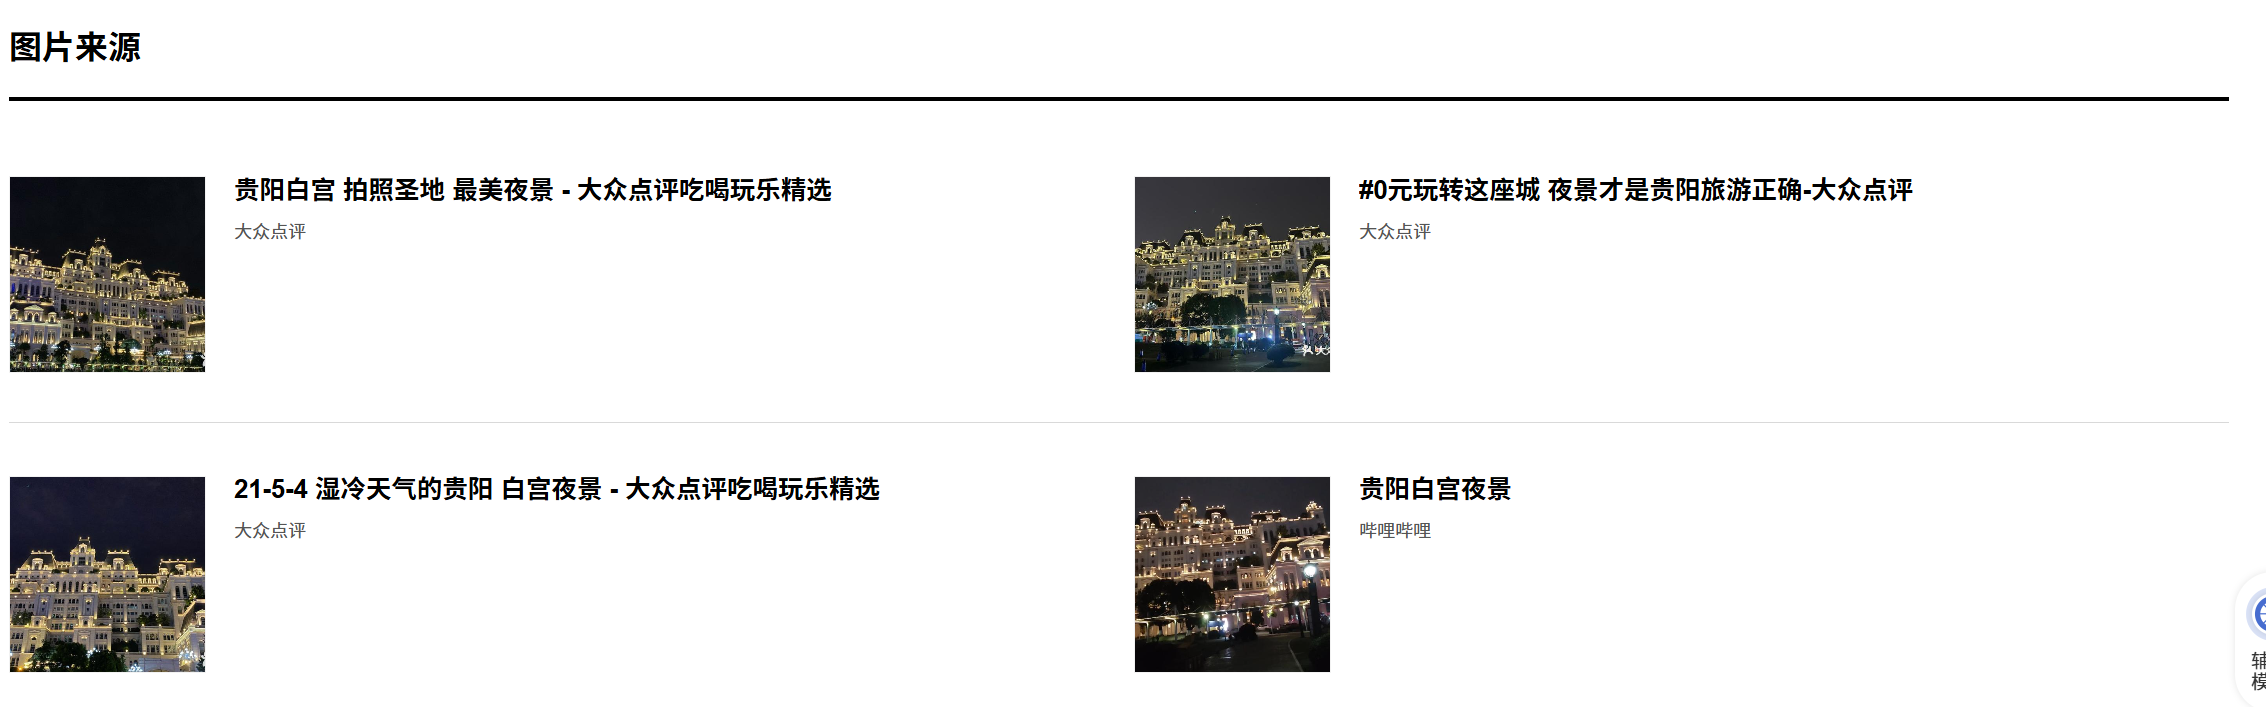 图片来源
贵阳白宫 拍照圣地 最美夜景 - 大众点评吃喝玩乐精选
大众点评
#0元玩转这座城 夜景才是贵阳旅游正确-大众点评
大众点评
21-5-4 湿冷天气的贵阳 白宫夜景 - 大众点评吃喝玩乐精选
大众点评
贵阳白宫夜景
哔哩哔哩
辅
模